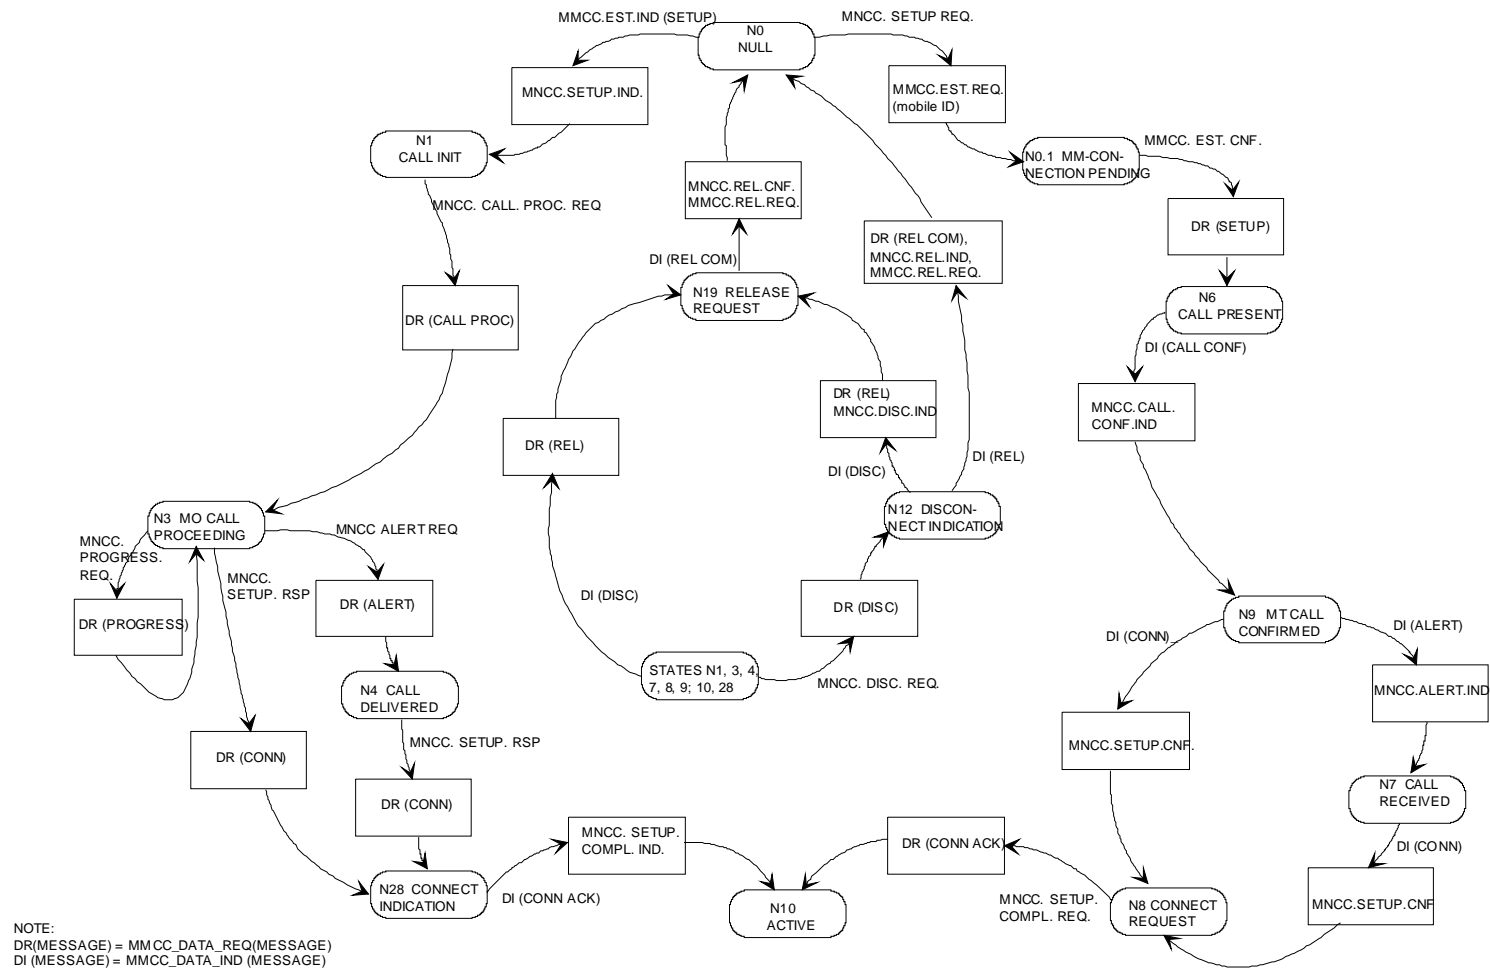 MMCC.EST.IND (SETUP)
N0
NULL
MNCC. SETUP REQ.
MNCC.SETUP.IND.
MMCC.EST.REQ.
(mobile ID)
N1
CALL INIT
N0.1 MM-CON-
NECTION PENDING
MMCC. EST. CNF.
MNCC. CALL. PROC. REQ
MNCC.REL.CNF.
MMCC.REL.REQ.
DR (SETUP)
DR (REL COM),
MNCC.REL.IND,
MMCC.REL.REQ.
DI (REL COM)
N19 RELEASE
REQUEST
N6
CALL PRESENT
DR (CALL PROC)
DI (CALL CONF)
DR (REL)
MNCC.DISC.IND
MNCC.CALL.
CONF.IND
DR (REL)
DI (DISC)
DI (REL)
N3 MO CALL
PROCEEDING
MNCC ALERT REQ
N12 DISCON-
NECT INDICATION
MNCC.
PROGRESS.
REQ.
MNCC.
SETUP. RSP
DR (PROGRESS)
DR (ALERT)
DI (DISC)
DR (DISC)
N9 MT CALL
CONFIRMED
DI (CONN)
DI (ALERT)
STATES N1, 3, 4,
7, 8, 9; 10, 28
MNCC. DISC. REQ.
N4 CALL
DELIVERED
MNCC.ALERT.IND
MNCC. SETUP. RSP
MNCC.SETUP.CNF.
DR (CONN)
N7 CALL
RECEIVED
DR (CONN)
MNCC. SETUP.
COMPL. IND.
DR (CONN ACK)
DI (CONN)
N28 CONNECT
INDICATION
DI (CONN ACK)
N10
ACTIVE
MNCC. SETUP.
COMPL. REQ.
N8 CONNECT
REQUEST
MNCC.SETUP.CNF
NOTE:
DR(MESSAGE) = MMCC_DATA_REQ(MESSAGE)
DI (MESSAGE) = MMCC_DATA_IND (MESSAGE)